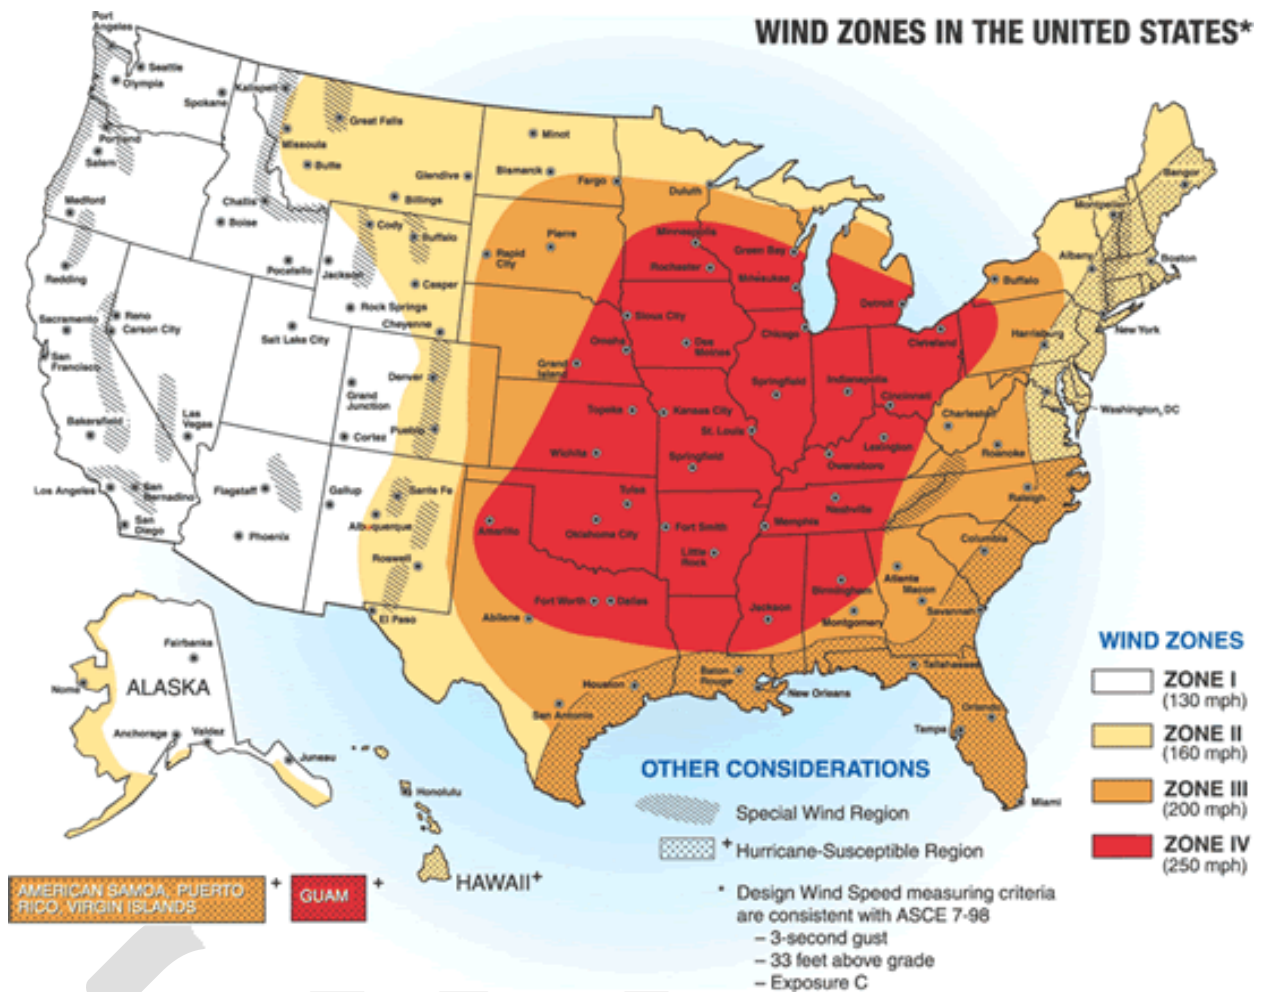 WIND ZONES IN THE UNITED STATES*
Port
Angeles
Seattle
Olympia
Spokane
Kalispell
Great Falls
Missoula
Butte
Glendive
Minot
Bismarck
Fargo
Duluth
Portland
Salem
Medford
Challis
Boise
Billings
Cody
Buffalo
Rapid
City
Pierre
Minneapolis
Green Bay
Rochester
Milwaukee
Bangor
Montpelier
Albany
Boston
Buffalo
Redding
Pocatello
Jackson
Casper
Rock Springs
Cheyenne
Sioux City
Detroit
Sacramento
Reno
Carson City
Salt Lake City
San
Francisco
Omaha
Des
Moines
Chicago
Cleveland
Harrisburg
New York
Grand
Island
Denver
Grand
Junction
Springfield
Indianapolis
Cincinnati
Charleston
Washington, DC
Bakersfield
Las
Vegas
Cortez
Pueblo
Topeka
Kansas City
St. Louis
Lexington
Roanoke
Wichita
Springfield
Owensboro
Los Angeles
San
Bernadino
Flagstaff
Gallup
Sante Fe
Tulsa
Nashville
Raleigh
San
Diego
Phoenix
Albuquerque
Amarillo
Oklahoma City
Fort Smith
Memphis
Columbia
Roswell
Little
Rock
Atlanta
Birmingham
Macon
El Paso
Abilene
Fort Worth
Dallas
Jackson
Montgomery
Savannah
Fairbanks
ALASKA
Nome
Anchorage
Valdez
Juneau
Houston
San Antonio
Baton
Rouge
New Orleans
Tallahassee
Orlando
Tampa
Miami
Honolulu
HAWAII+
WIND ZONES
ZONE I
(130 mph)
ZONE II
(160 mph)
ZONE III
(200 mph)
ZONE IV
(250 mph)
OTHER CONSIDERATIONS
Special Wind Region
+ Hurricane-Susceptible Region
AMERICAN SAMOA, PUERTO
RICO, VIRGIN ISLANDS
+
GUAM
+
* Design Wind Speed measuring criteria
are consistent with ASCE 7-98
– 3-second gust
– 33 feet above grade
– Exposure C